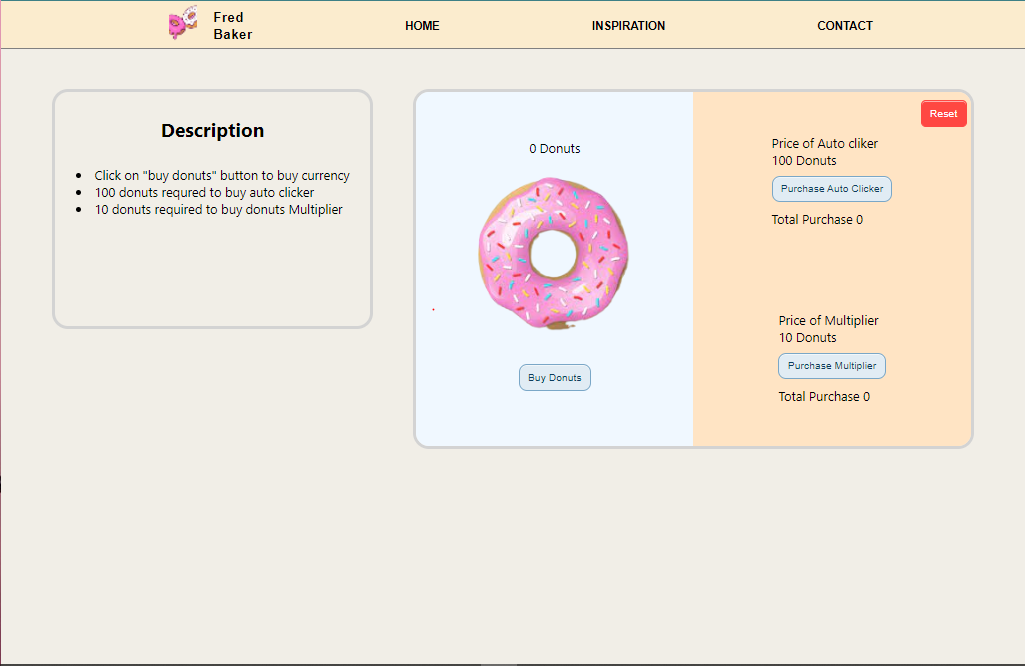 Fred
Baker
HOME
INSPIRATION
CONTACT
Description
Click on "buy donuts" button to buy currency
100 donuts requred to buy auto clicker
10 donuts required to buy donuts Multiplier
0 Donuts
Buy Donuts
Reset
Price of Auto cliker
100 Donuts
Purchase Auto Clicker
Total Purchase 0
Price of Multiplier
10 Donuts
Purchase Multiplier
Total Purchase 0